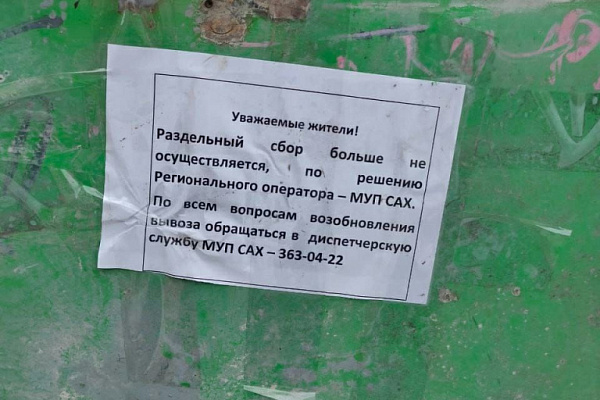 Уважаемые жители!
Раздельный сбор больше не
осуществляется, по решению
Регионального оператора – МУП САХ.
По всем вопросам возобновления
вывоза обращаться в диспетчерскую
службу МУП САХ – 363-04-22